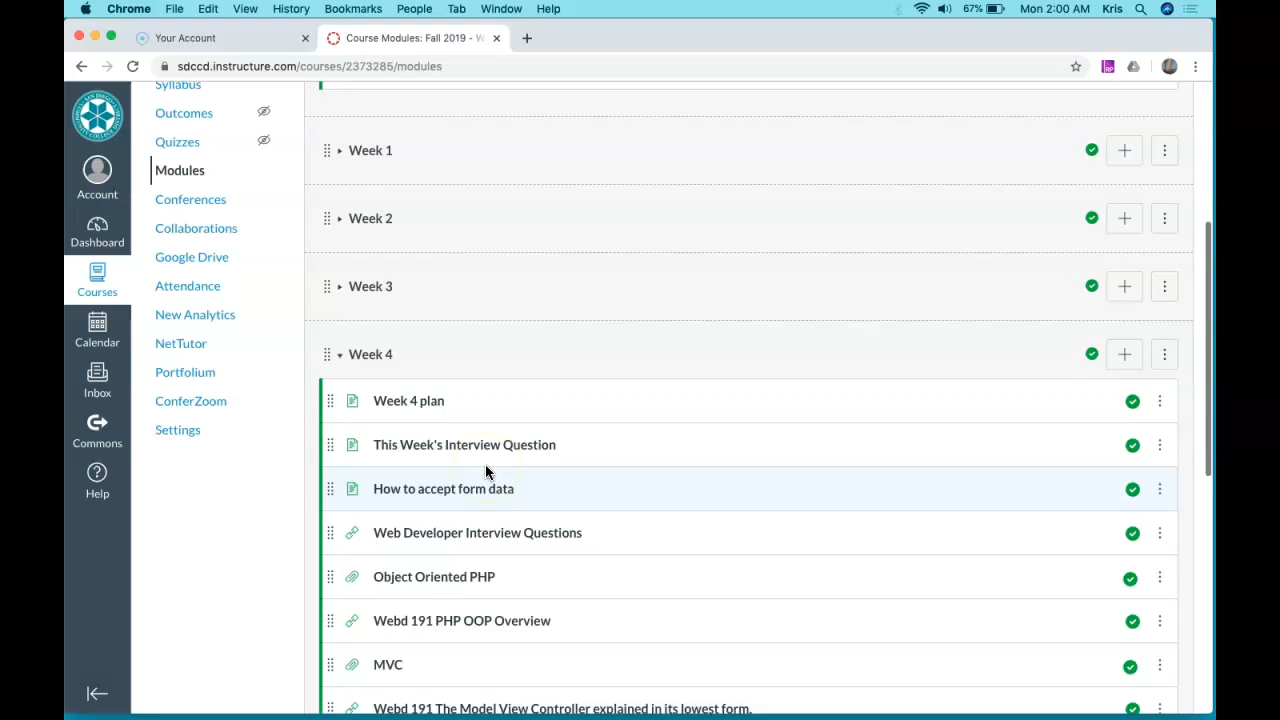 Chrome File Edit View History Bookmarks People Tab Window Help 67% Mon 2:00 AM Kris
Your Account Course Modules: Fall 2019 - W
sdccd.instructure.com/courses/2373285/modules
Account
Dashboard
Courses
Calendar
Inbox
Commons
Help
Syllabus
Outcomes
Quizzes
Modules
Conferences
Collaborations
Google Drive
Attendance
New Analytics
NetTutor
Portfolium
ConferZoom
Settings
Week 1
Week 2
Week 3
Week 4
Week 4 plan
This Week's Interview Question
How to accept form data
Web Developer Interview Questions
Object Oriented PHP
Webd 191 PHP OOP Overview
MVC
Webd 191 The Model View Controller explained in its lowest form.